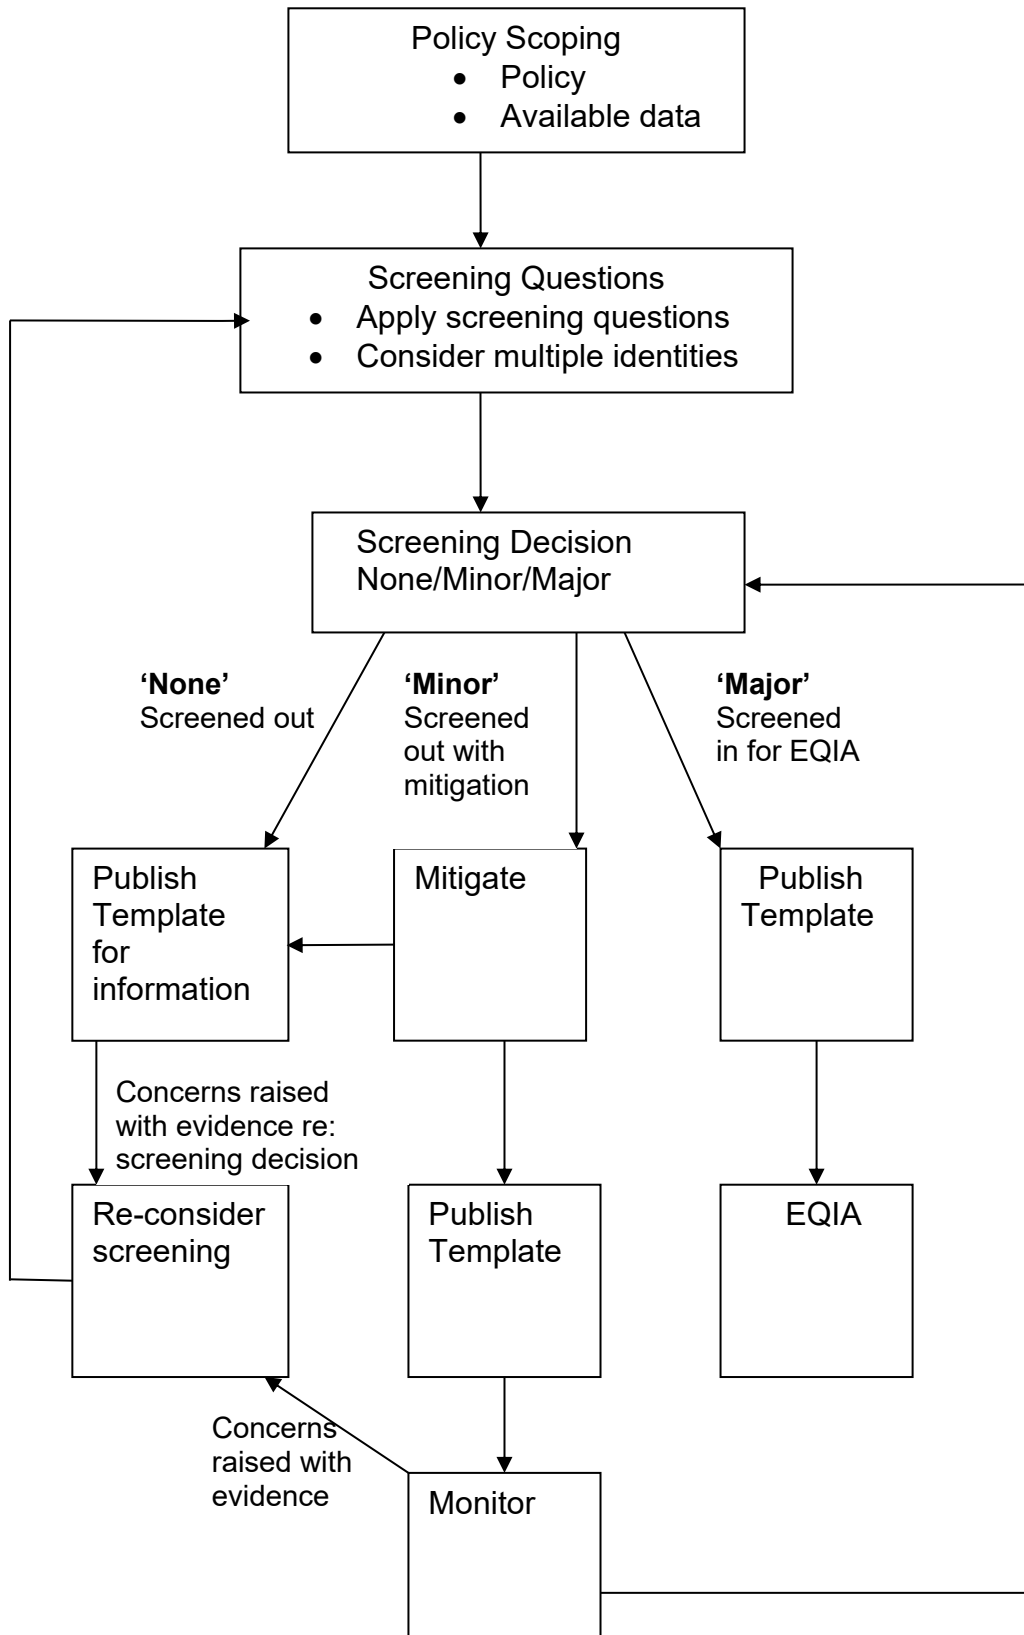 Policy Scoping
• Policy
• Available data
Screening Questions
• Apply screening questions
• Consider multiple identities
Screening Decision
None/Minor/Major
‘None’
Screened out
‘Minor’
Screened
out with
mitigation
‘Major’
Screened
in for EQIA
Publish
Template
for
information
Mitigate
Publish
Template
Concerns raised
with evidence re:
screening decision
Re-consider
screening
Publish
Template
EQIA
Concerns
raised with
evidence
Monitor